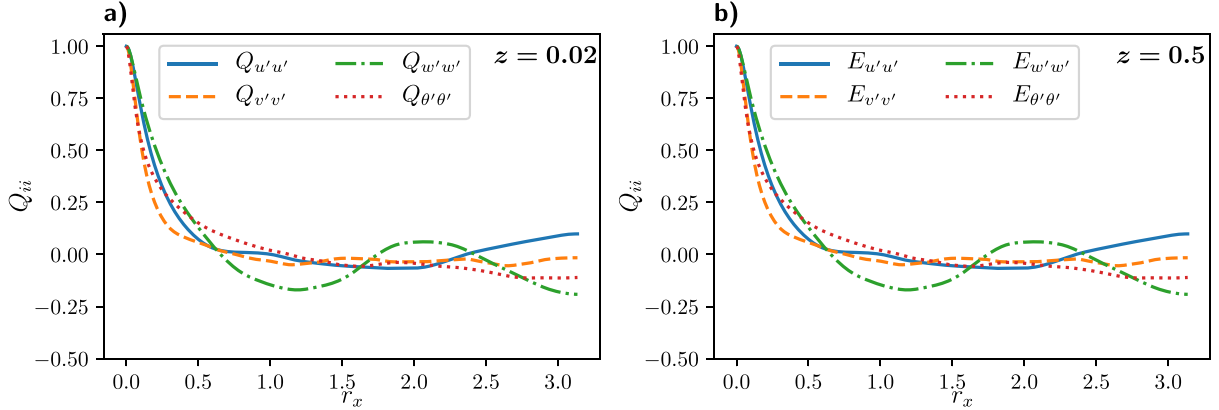 a)
z = 0.02
Q_{u'u'}
Q_{w'w'}
Q_{v'v'}
Q_{θ'θ'}
Q_{ii}
1.00
0.75
0.50
0.25
0.00
−0.25
−0.50
0.0 0.5 1.0 1.5 2.0 2.5 3.0
r_x
b)
z = 0.5
E_{u'u'}
E_{w'w'}
E_{v'v'}
E_{θ'θ'}
Q_{ii}
1.00
0.75
0.50
0.25
0.00
−0.25
−0.50
0.0 0.5 1.0 1.5 2.0 2.5 3.0
r_x